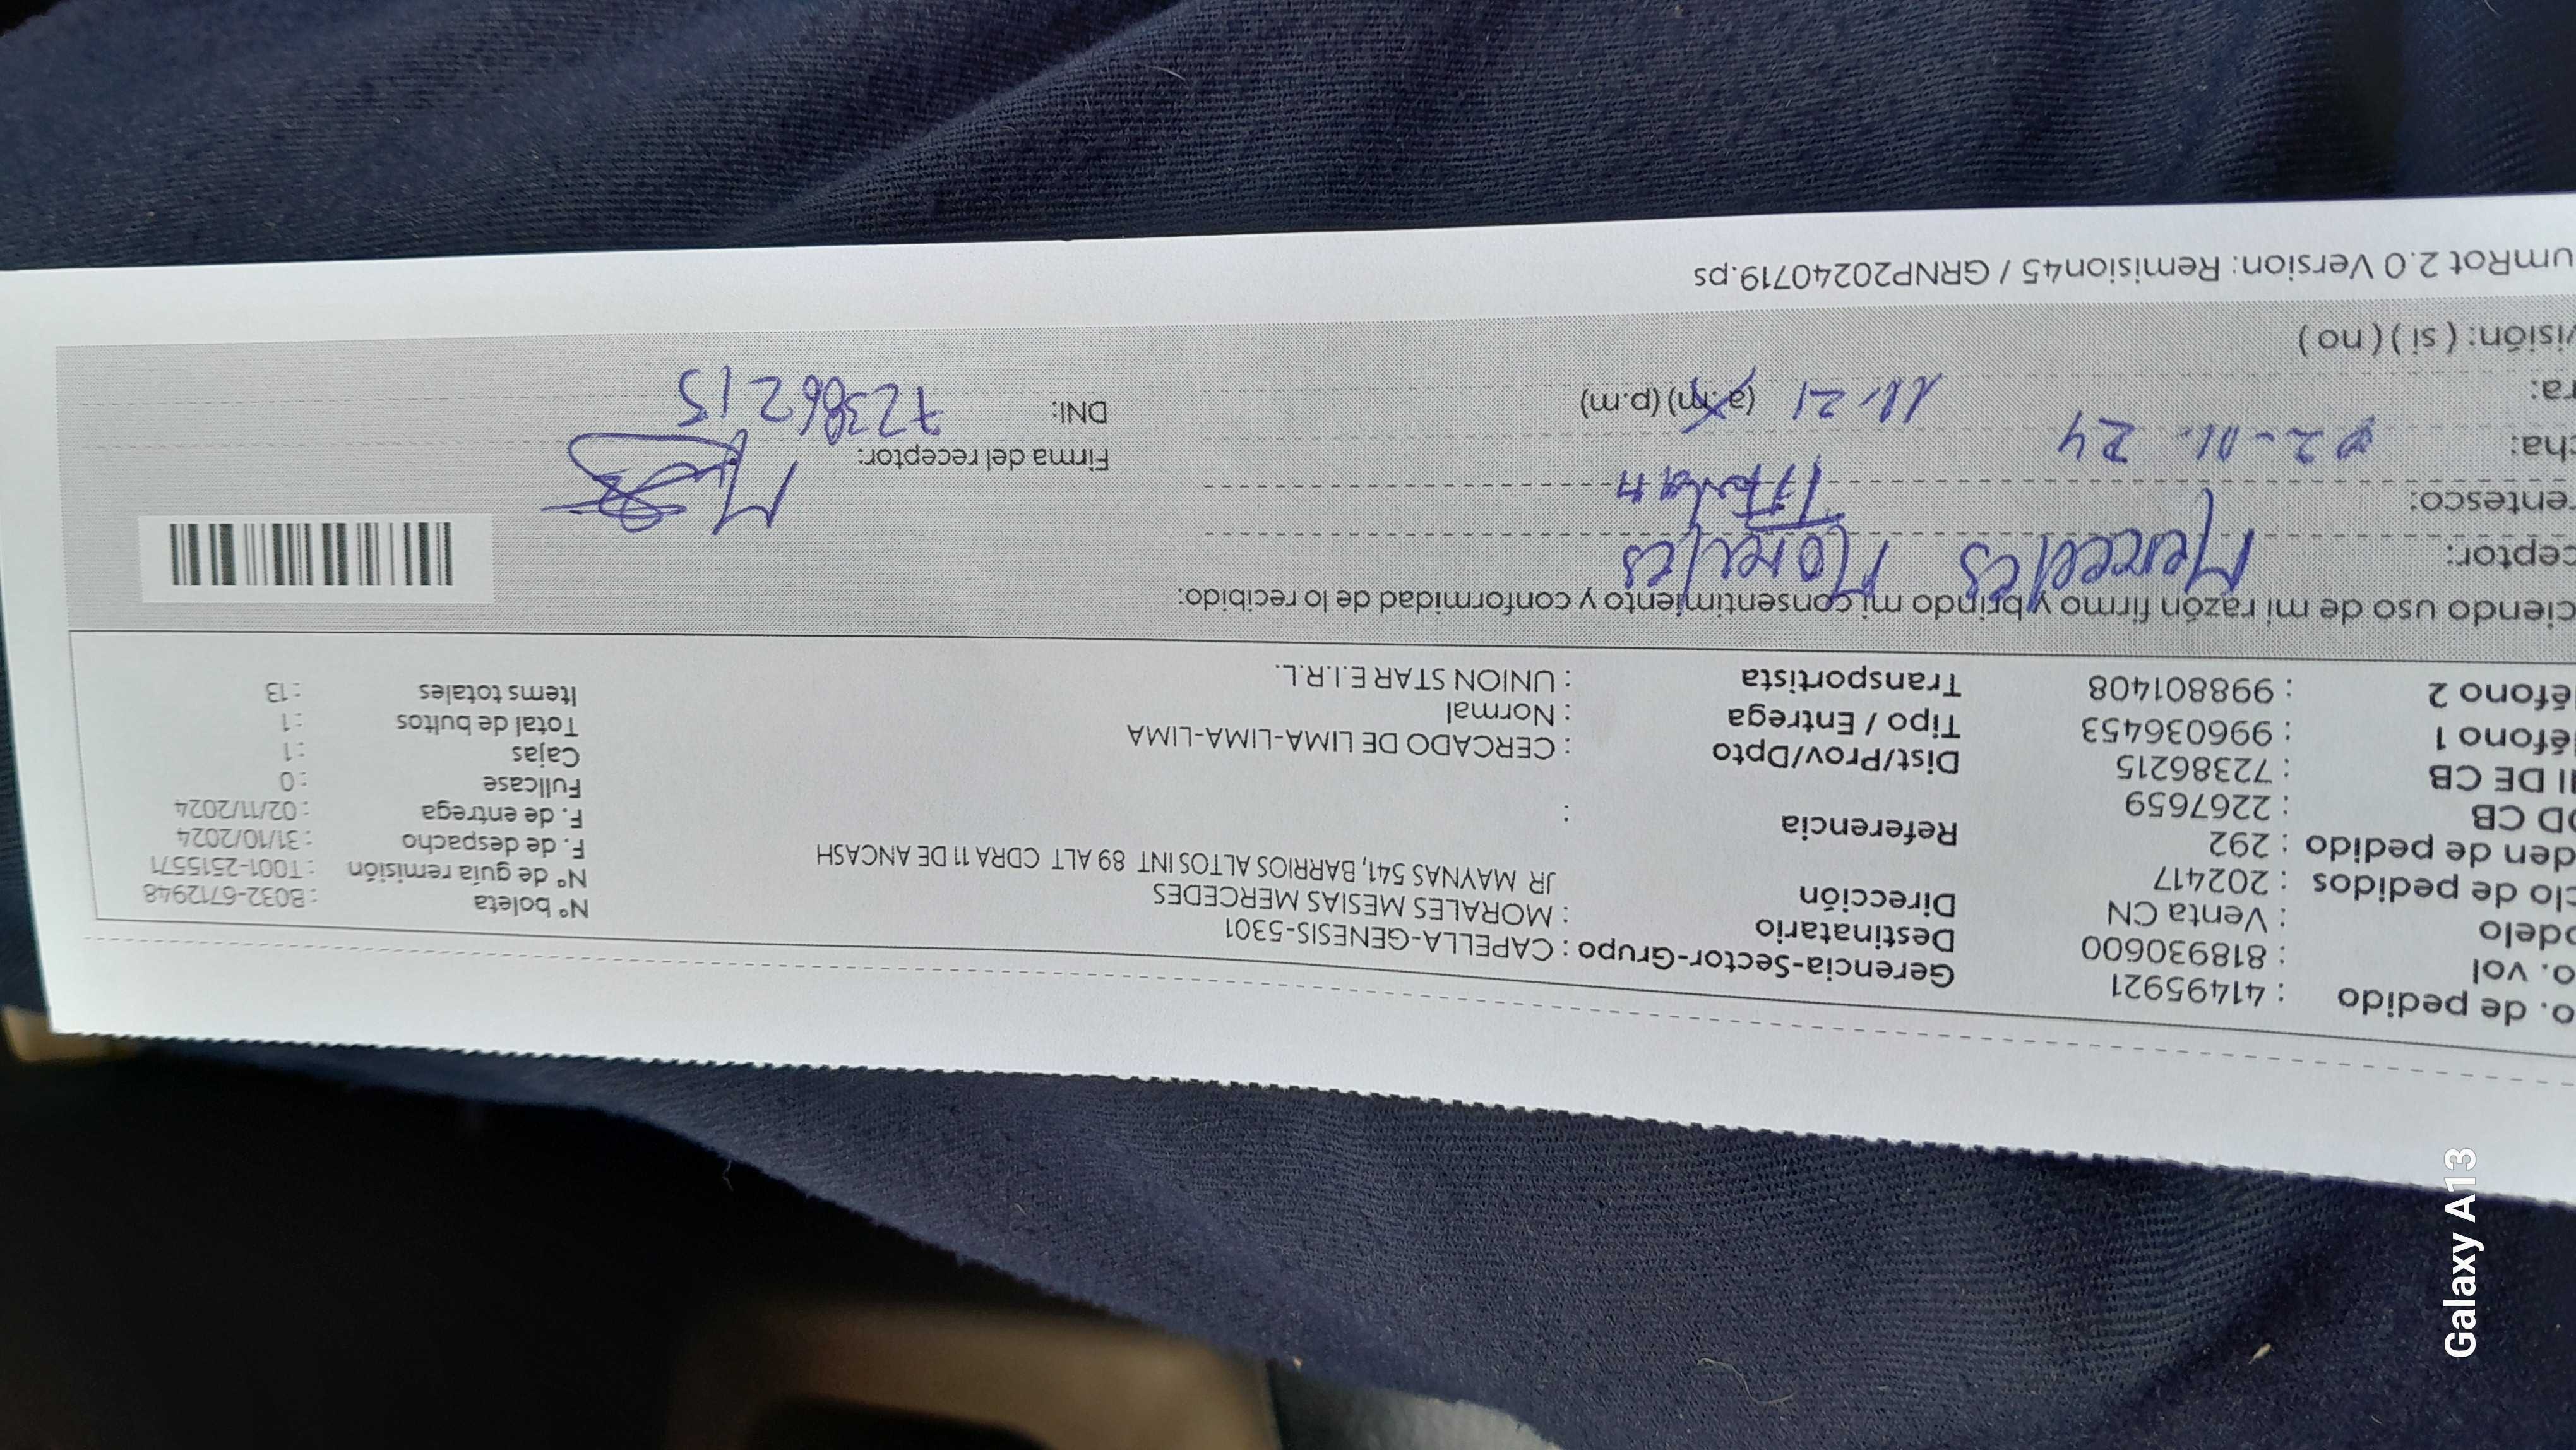 o. de pedido : 41495921
o. vol : 818930600
odelo : Venta CN
clo de pedidos : 202417
den de pedido : 292
OD CB : 2267659
II DE CB : 72386215
éfono 1 : 996036453
éfono 2 : 998801408
Gerencia-Sector-Grupo : CAPELLA-GENESIS-5301
Destinatario : MORALES MESIAS MERCEDES
Dirección JR MAYNAS 541, BARRIOS ALTOS INT 89 ALT CDRA 11 DE ANCASH
Referencia :
Dist/Prov/Dpto : CERCADO DE LIMA-LIMA-LIMA
Tipo / Entrega : Normal
Transportista : UNION STAR E.I.R.L.
N° boleta : B032-6712948
N° de guía remisión : T001-2515571
F. de despacho : 31/10/2024
F. de entrega : 02/11/2024
Fullcase : 0
Cajas : 1
Total de bultos : 1
Items totales : 13
ciendo uso de mi razón firmo y brindo mi consentimiento y conformidad de lo recibido:
ceptor: Mercedes Morales
entesco: Titular
cha: 02-11-24
ra: 11:21 (a.m) (p.m)
visión: ( si ) ( no )
Firma del receptor:
DNI: 72386215
umRot 2.0 Version: Remision45 / GRNP20240719.ps
Galaxy A13